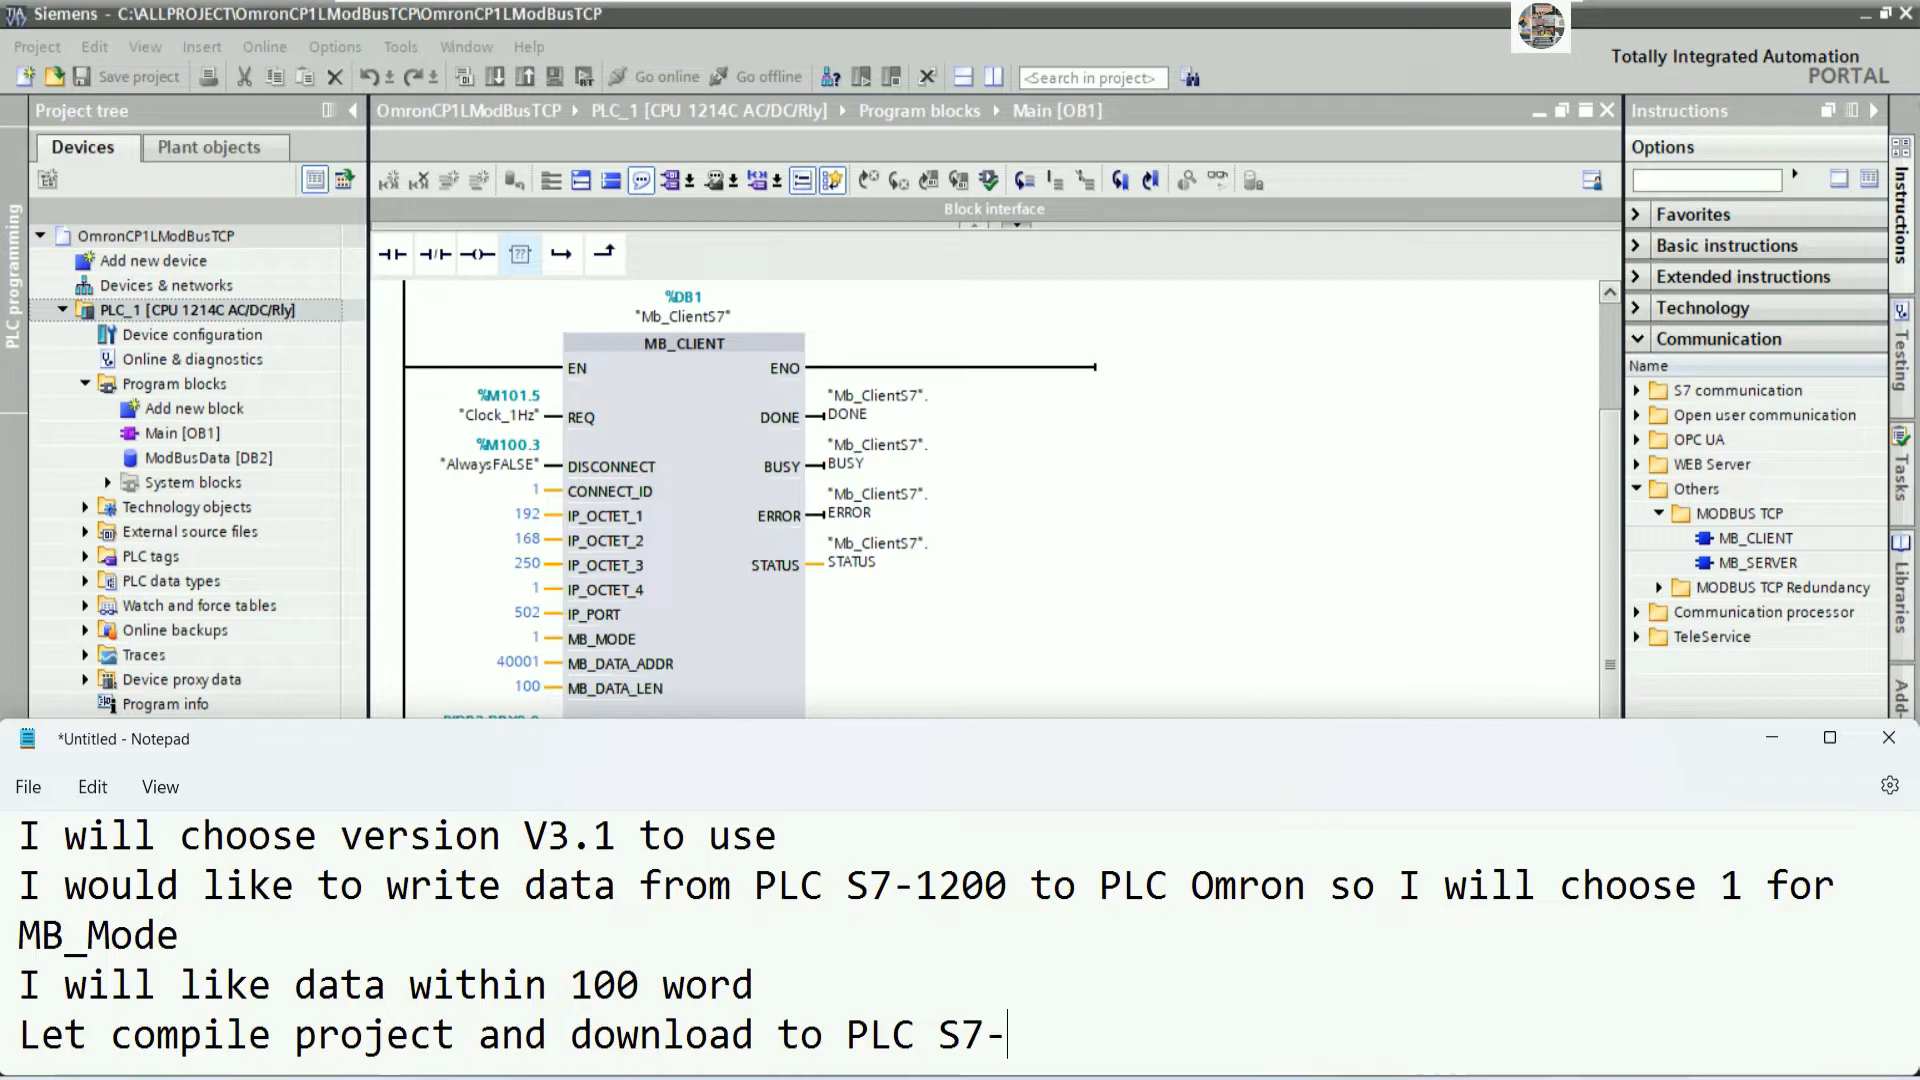 Siemens - C:\ALLPROJECT\OmronCP1LModBusTCP\OmronCP1LModBusTCP
Project Edit View Insert Online Options Tools Window Help
Totally Integrated Automation
PORTAL
Save project Go online Go offline <Search in project>
Project tree
OmronCP1LModBusTCP PLC_1 [CPU 1214C AC/DC/Rly] Program blocks Main [OB1]
Instructions
Devices Plant objects
Options
Block interface
PLC programming
OmronCP1LModBusTCP
Add new device
Devices & networks
PLC_1 [CPU 1214C AC/DC/Rly]
Device configuration
Online & diagnostics
Program blocks
Add new block
Main [OB1]
ModBusData [DB2]
System blocks
Technology objects
External source files
PLC tags
PLC data types
Watch and force tables
Online backups
Traces
Device proxy data
Program info
??
%DB1
"Mb_ClientS7"
MB_CLIENT
EN ENO
%M101.5
"Clock_1Hz" REQ
"Mb_ClientS7".
DONE DONE
%M100.3
"AlwaysFALSE" DISCONNECT
"Mb_ClientS7".
BUSY BUSY
1 CONNECT_ID
192 IP_OCTET_1
"Mb_ClientS7".
ERROR ERROR
168 IP_OCTET_2
250 IP_OCTET_3
"Mb_ClientS7".
STATUS STATUS
1 IP_OCTET_4
502 IP_PORT
1 MB_MODE
40001 MB_DATA_ADDR
100 MB_DATA_LEN
Favorites
Basic instructions
Extended instructions
Technology
Communication
Name
S7 communication
Open user communication
OPC UA
WEB Server
Others
MODBUS TCP
MB_CLIENT
MB_SERVER
MODBUS TCP Redundancy
Communication processor
TeleService
Instructions
Testing
Tasks
Libraries
Add-
*Untitled - Notepad
File Edit View
I will choose version V3.1 to use
I would like to write data from PLC S7-1200 to PLC Omron so I will choose 1 for
MB_Mode
I will like data within 100 word
Let compile project and download to PLC S7-